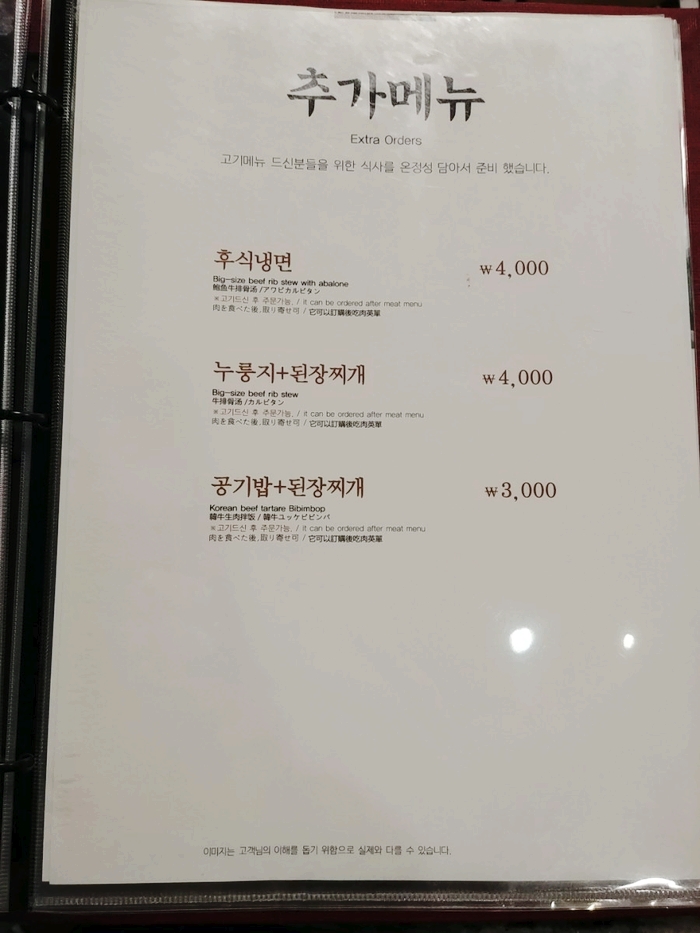 추가메뉴
Extra Orders
고기메뉴 드신분들을 위한 식사를 온정성 담아서 준비 했습니다.
후식냉면 ₩4,000
Big-size beef rib stew with abalone
鲍鱼牛排骨汤 /アワビカルビタン
※고기드신 후 주문가능. / it can be ordered after meat menu
肉を食べた後、取り寄せ可 / 它可以訂購後吃肉菜單
누룽지+된장찌개 ₩4,000
Big-size beef rib stew
牛排骨汤 /カルビタン
※고기드신 후 주문가능. / it can be ordered after meat menu
肉を食べた後、取り寄せ可 / 它可以訂購後吃肉菜單
공기밥+된장찌개 ₩3,000
Korean beef tartare Bibimbop
韓牛生肉拌饭 / 韓牛ユッケビビンバ
※고기드신 후 주문가능. / it can be ordered after meat menu
肉を食べた後、取り寄せ可 / 它可以訂購後吃肉菜單
이미지는 고객님의 이해를 돕기 위함으로 실제와 다를 수 있습니다.